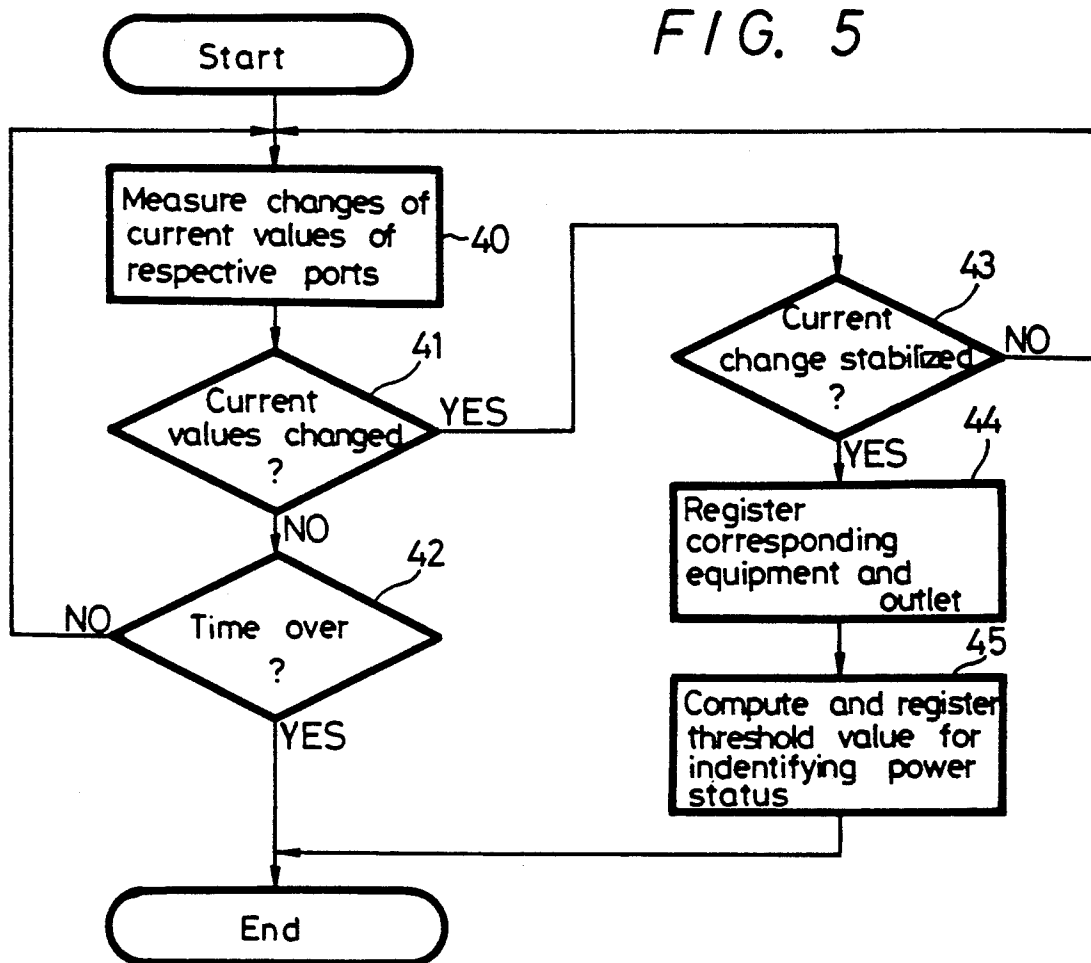 FIG. 5
Start
Measure changes of
current values of
respective ports
40
41
Current
values changed
?
YES
NO
42
Time over
?
NO
YES
43
Current
change stabilized
?
NO
YES
44
Register
corresponding
equipment and
outlet
45
Compute and register
threshold value for
indentifying power
status
End